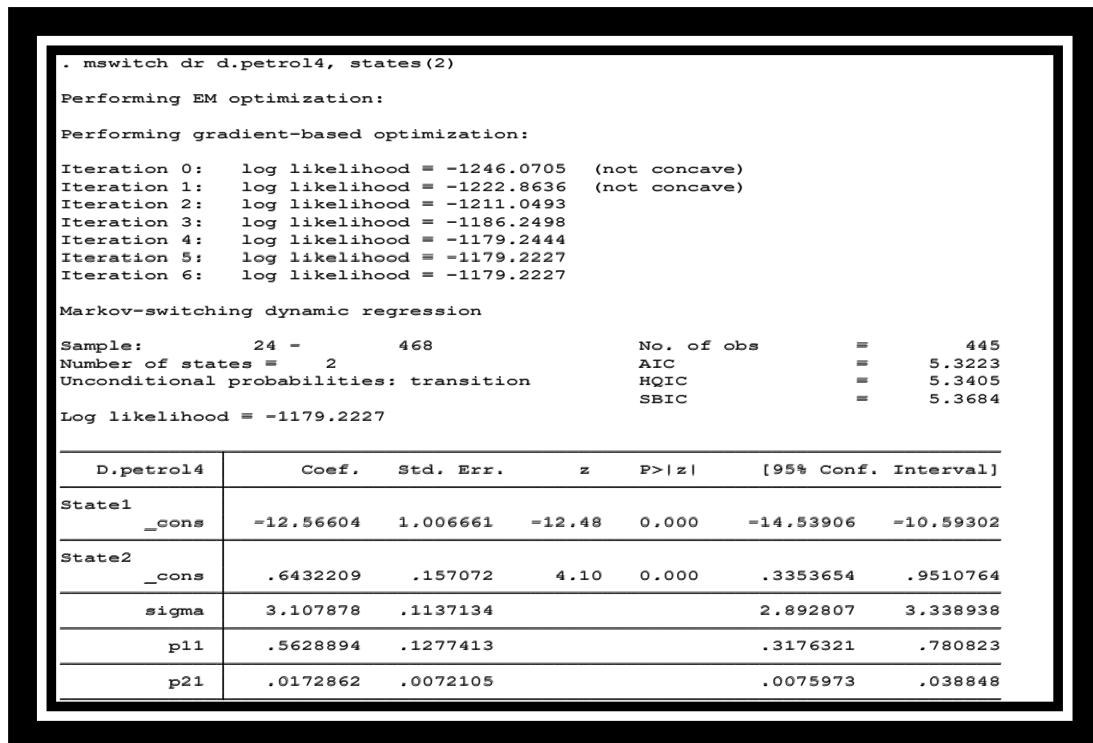 . mswitch dr d.petrol4, states(2)
Performing EM optimization:
Performing gradient-based optimization:
Iteration 0:   log likelihood = -1246.0705  (not concave)
Iteration 1:   log likelihood = -1222.8636  (not concave)
Iteration 2:   log likelihood = -1211.0493
Iteration 3:   log likelihood = -1186.2498
Iteration 4:   log likelihood = -1179.2444
Iteration 5:   log likelihood = -1179.2227
Iteration 6:   log likelihood = -1179.2227
Markov-switching dynamic regression
Sample: 24 - 468 No. of obs = 445
Number of states = 2 AIC = 5.3223
Unconditional probabilities: transition HQIC = 5.3405
SBIC = 5.3684
Log likelihood = -1179.2227
D.petrol4 Coef. Std. Err. z P>|z| [95% Conf. Interval]
State1
_cons -12.56604 1.006661 -12.48 0.000 -14.53906 -10.59302
State2
_cons .6432209 .157072 4.10 0.000 .3353654 .9510764
sigma 3.107878 .1137134 2.892807 3.338938
p11 .5628894 .1277413 .3176321 .780823
p21 .0172862 .0072105 .0075973 .038848